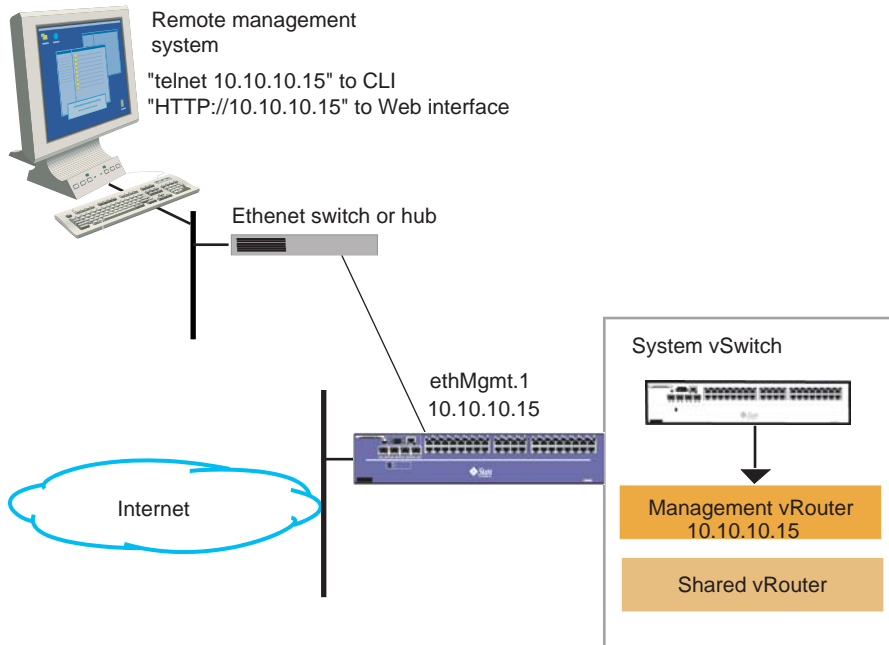 Remote management
system
"telnet 10.10.10.15" to CLI
"HTTP://10.10.10.15" to Web interface
Ethenet switch or hub
ethMgmt.1
10.10.10.15
Sun
Internet
System vSwitch
Sun
Management vRouter
10.10.10.15
Shared vRouter